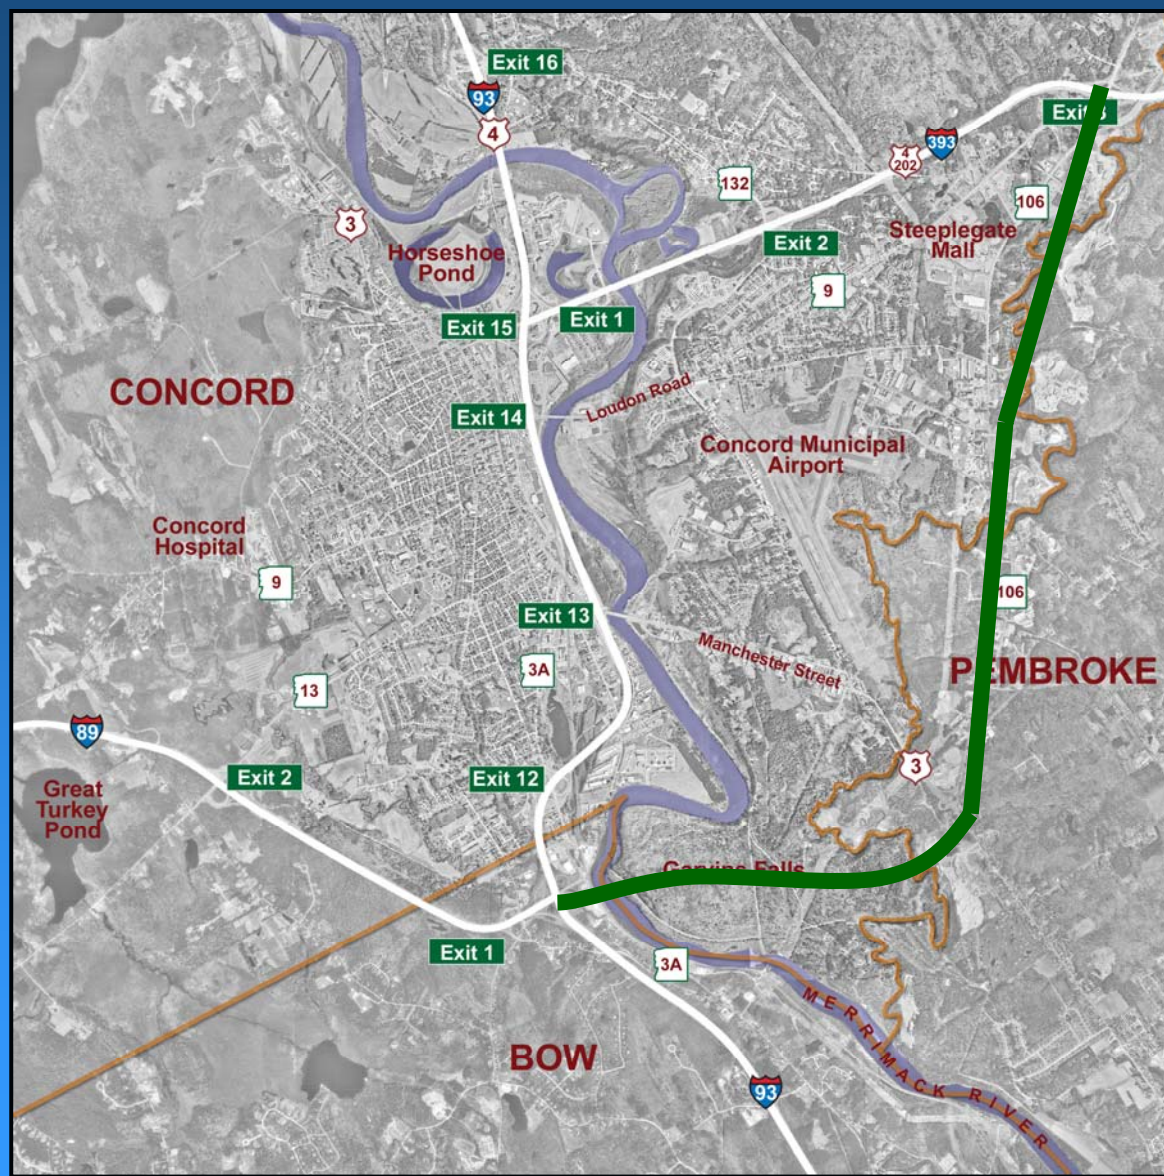 Exit 16
93
4
393
4
202
Exit 3
132
106
3
Steeplegate
Mall
Horseshoe
Pond
Exit 2
9
Exit 15
Exit 1
CONCORD
Loudon Road
Exit 14
Concord Municipal
Airport
Concord
Hospital
9
106
Exit 13
Manchester Street
3A
PEMBROKE
13
89
3
Exit 2
Exit 12
Great
Turkey
Pond
Garvins Falls
Exit 1
3A
MERRIMACK RIVER
BOW
93